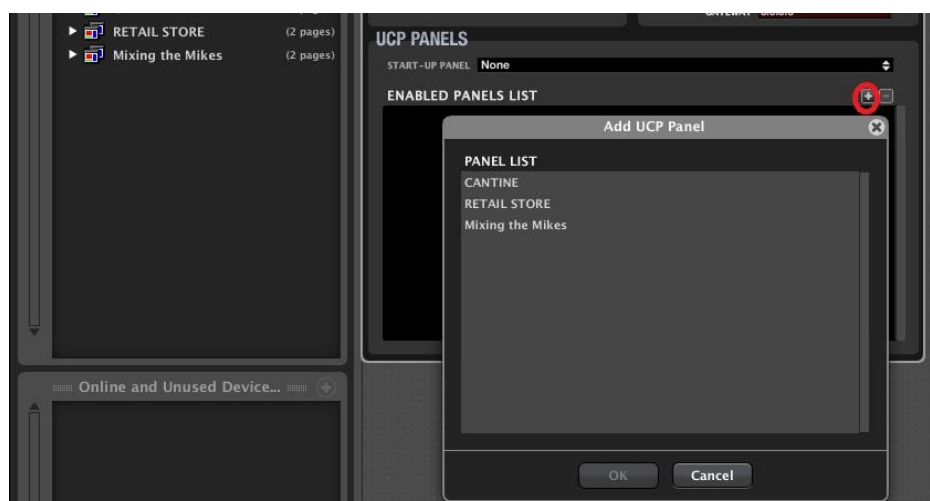 RETAIL STORE (2 pages)
Mixing the Mikes (2 pages)
UCP PANELS
START-UP PANEL None
ENABLED PANELS LIST
Add UCP Panel
PANEL LIST
CANTINE
RETAIL STORE
Mixing the Mikes
OK Cancel
Online and Unused Device...